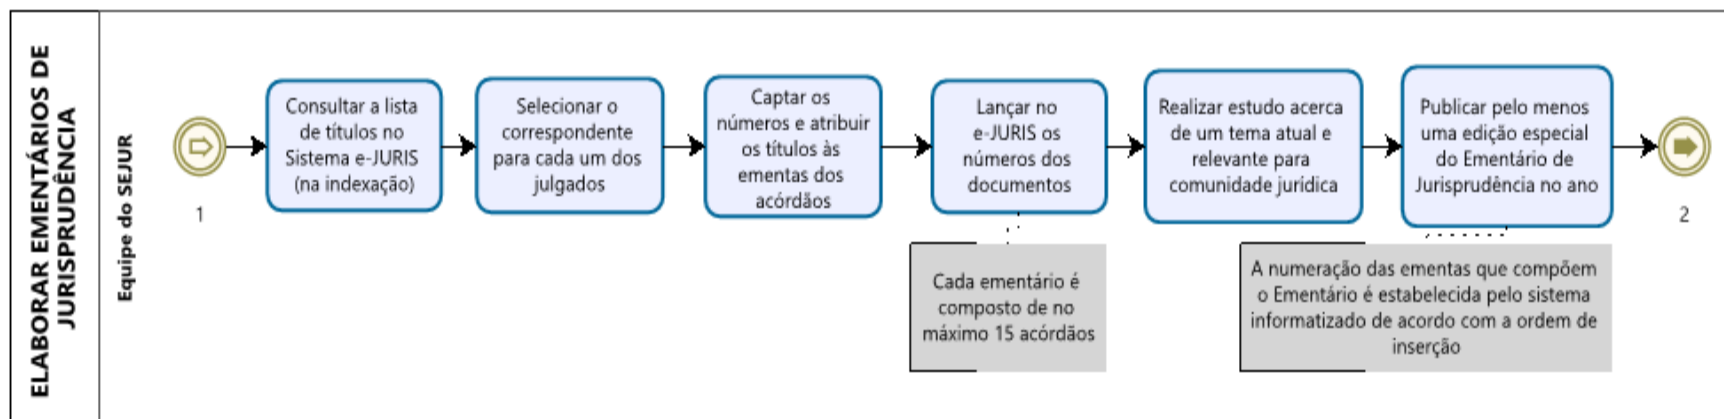 ELABORAR EMENTÁRIOS DE
JURISPRUDÊNCIA
Equipe do SEJUR
1
Consultar a lista
de títulos no
Sistema e-JURIS
(na indexação)
Selecionar o
correspondente
para cada um dos
julgados
Captar os
números e atribuir
os títulos às
ementas dos
acórdãos
Lançar no
e-JURIS os
números dos
documentos
Realizar estudo acerca
de um tema atual e
relevante para
comunidade jurídica
Publicar pelo menos
uma edição especial
do Ementário de
Jurisprudência no ano
2
Cada ementário é
composto de no
máximo 15 acórdãos
A numeração das ementas que compõem
o Ementário é estabelecida pelo sistema
informatizado de acordo com a ordem de
inserção